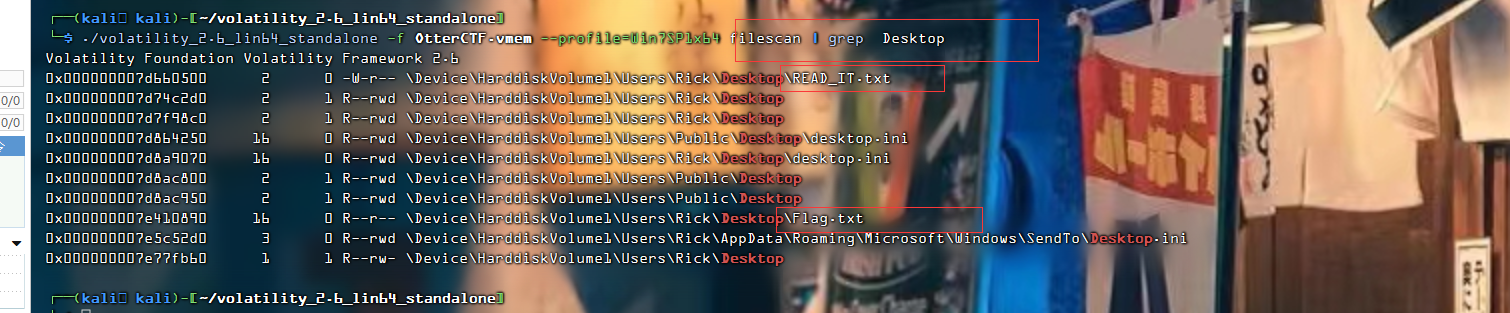 (kali㉿ kali)-[~/volatility_2.6_lin64_standalone]
$ ./volatility_2.6_lin64_standalone -f OtterCTF.vmem --profile=Win7SP1x64 filescan | grep  Desktop
Volatility Foundation Volatility Framework 2.6
0x000000007d660500      2      0 -W-r-- \Device\HarddiskVolume1\Users\Rick\Desktop\READ_IT.txt
0x000000007d74c2d0      2      1 R--rwd \Device\HarddiskVolume1\Users\Rick\Desktop
0x000000007d7f98c0      2      1 R--rwd \Device\HarddiskVolume1\Users\Rick\Desktop
0x000000007d864250     16      0 R--rwd \Device\HarddiskVolume1\Users\Public\Desktop\desktop.ini
0x000000007d8a9070     16      0 R--rwd \Device\HarddiskVolume1\Users\Rick\Desktop\desktop.ini
0x000000007d8ac800      2      1 R--rwd \Device\HarddiskVolume1\Users\Public\Desktop
0x000000007d8ac950      2      1 R--rwd \Device\HarddiskVolume1\Users\Public\Desktop
0x000000007e410890     16      0 R--r-- \Device\HarddiskVolume1\Users\Rick\Desktop\Flag.txt
0x000000007e5c52d0      3      0 R--rwd \Device\HarddiskVolume1\Users\Rick\AppData\Roaming\Microsoft\Windows\SendTo\Desktop.ini
0x000000007e77fb60      1      1 R--rw- \Device\HarddiskVolume1\Users\Rick\Desktop
(kali㉿ kali)-[~/volatility_2.6_lin64_standalone]
0/0
0/0